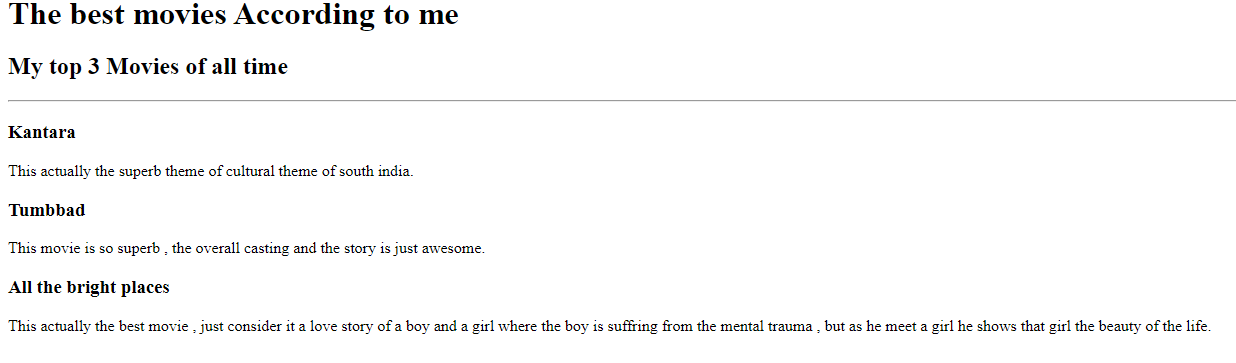 The best movies According to me
My top 3 Movies of all time
Kantara
This actually the superb theme of cultural theme of south india.
Tumbbad
This movie is so superb , the overall casting and the story is just awesome.
All the bright places
This actually the best movie , just consider it a love story of a boy and a girl where the boy is suffring from the mental trauma , but as he meet a girl he shows that girl the beauty of the life.